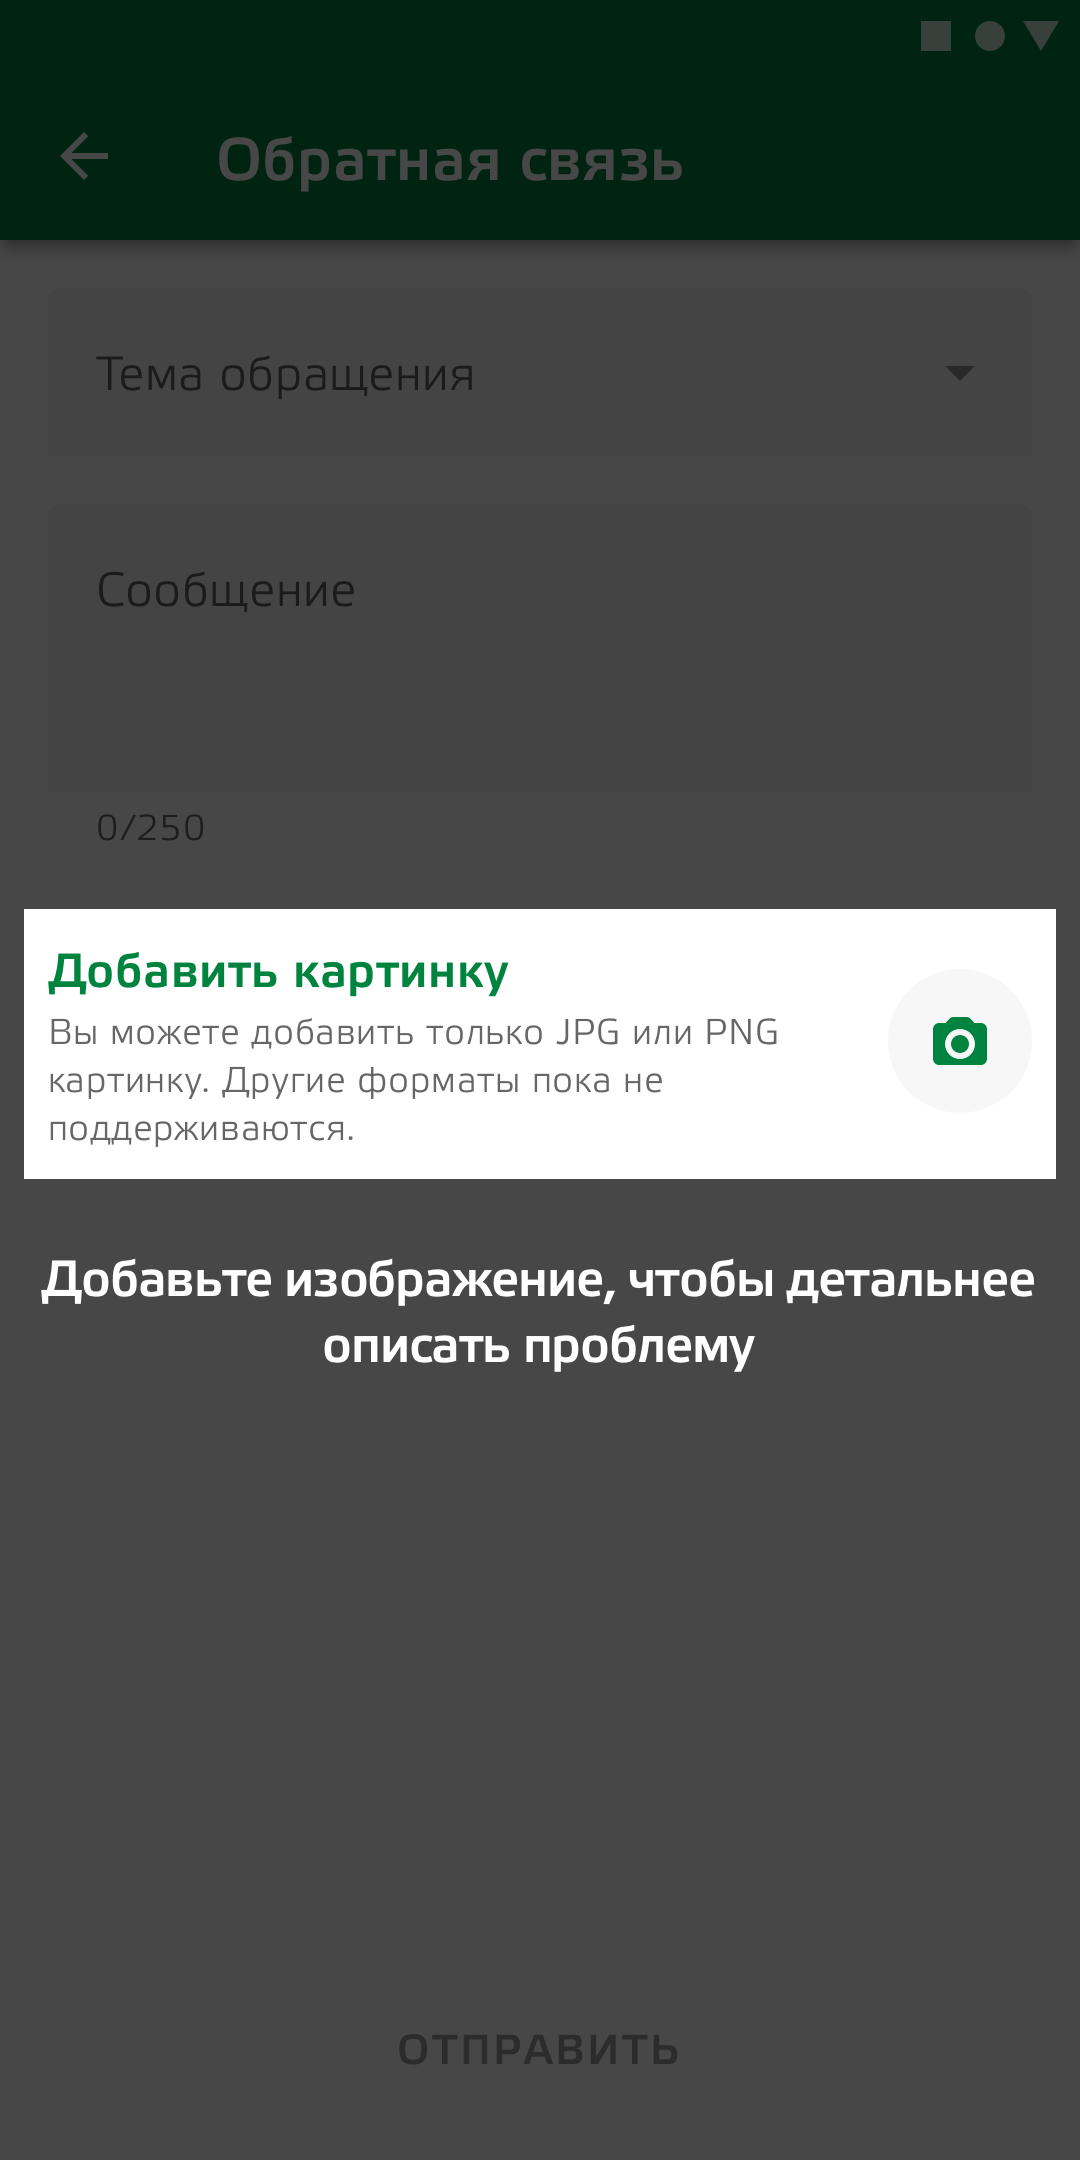 Обратная связь
Тема обращения
Сообщение
0/250
Добавить картинку
Вы можете добавить только JPG или PNG
картинку. Другие форматы пока не
поддерживаются.
Добавьте изображение, чтобы детальнее
описать проблему
ОТПРАВИТЬ